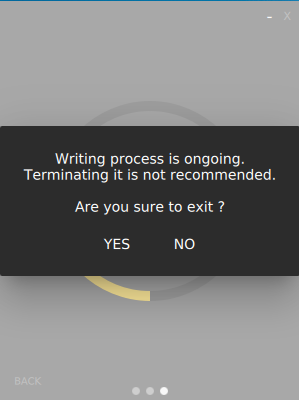 – X
Writing process is ongoing.
Terminating it is not recommended.
Are you sure to exit ?
YES NO
BACK